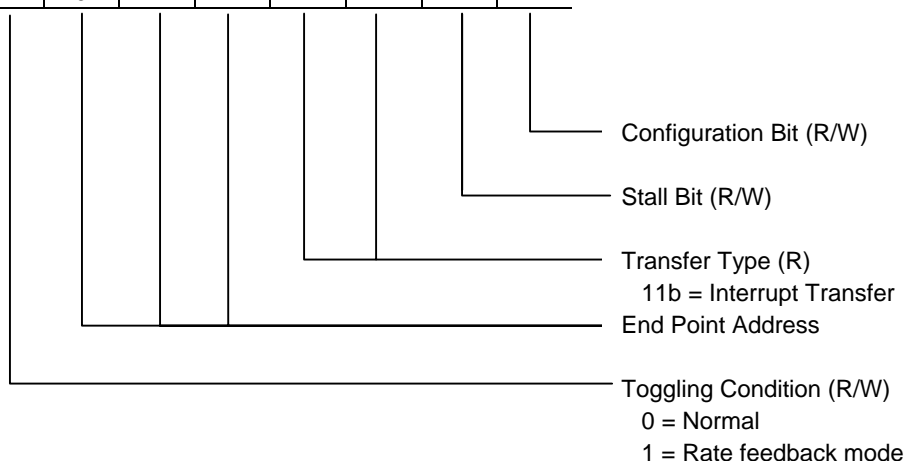 Configuration Bit (R/W)
Stall Bit (R/W)
Transfer Type (R)
11b = Interrupt Transfer
End Point Address
Toggling Condition (R/W)
0 = Normal
1 = Rate feedback mode